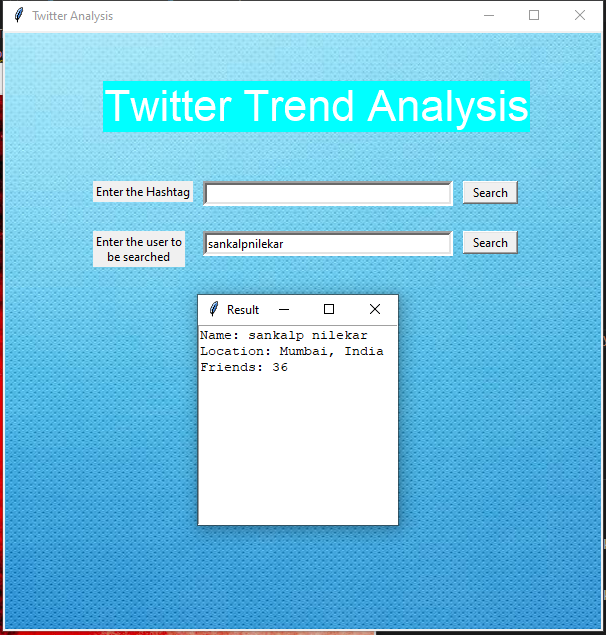 Twitter Analysis
Twitter Trend Analysis
Enter the Hashtag
Search
Enter the user to
be searched
sankalpnilekar
Search
Result
Name: sankalp nilekar
Location: Mumbai, India
Friends: 36